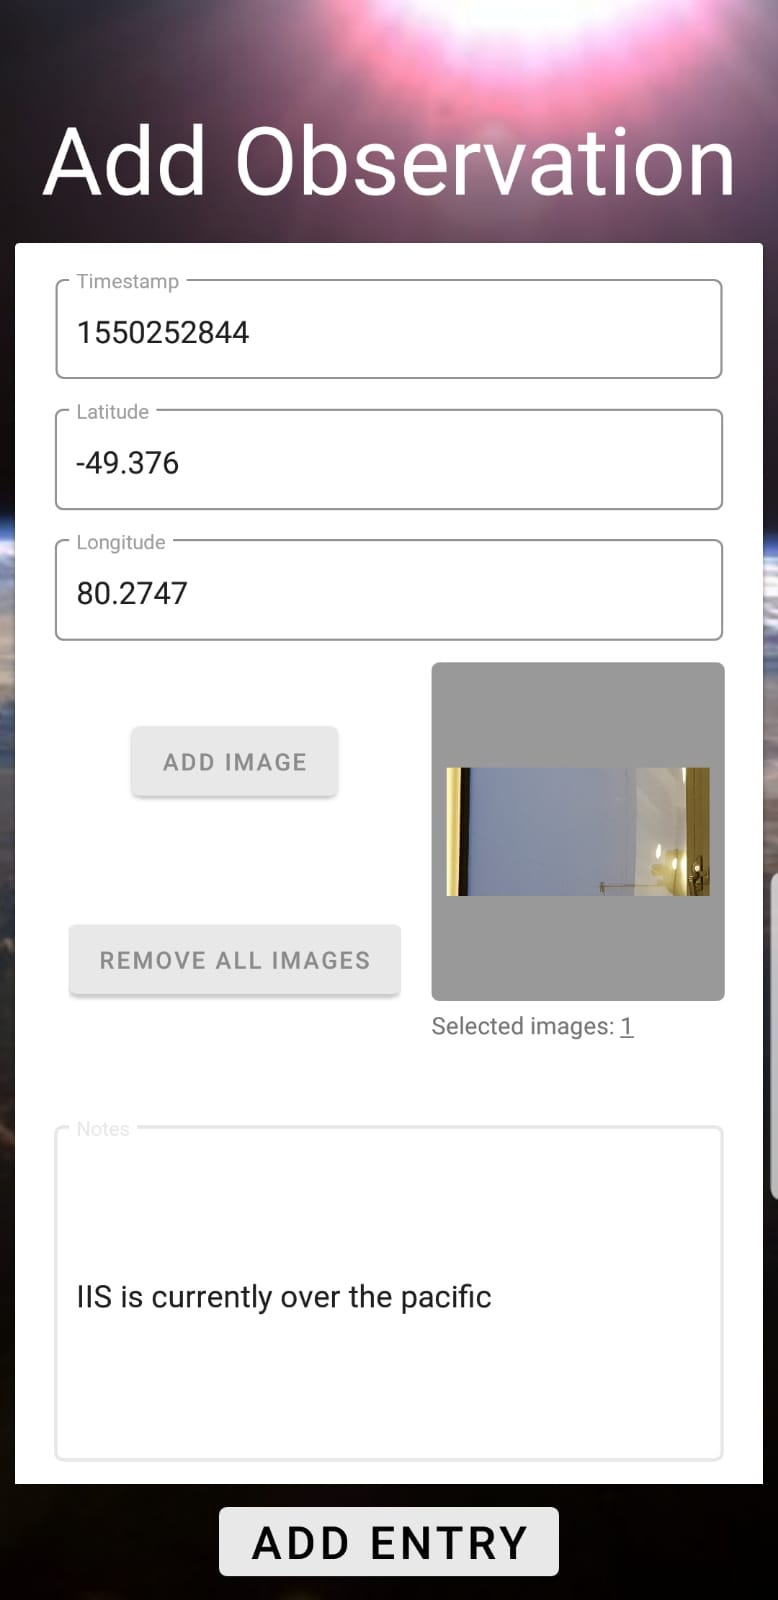 Add Observation
Timestamp
1550252844
Latitude
-49.376
Longitude
80.2747
ADD IMAGE
REMOVE ALL IMAGES
Selected images: 1
Notes
IIS is currently over the pacific
ADD ENTRY